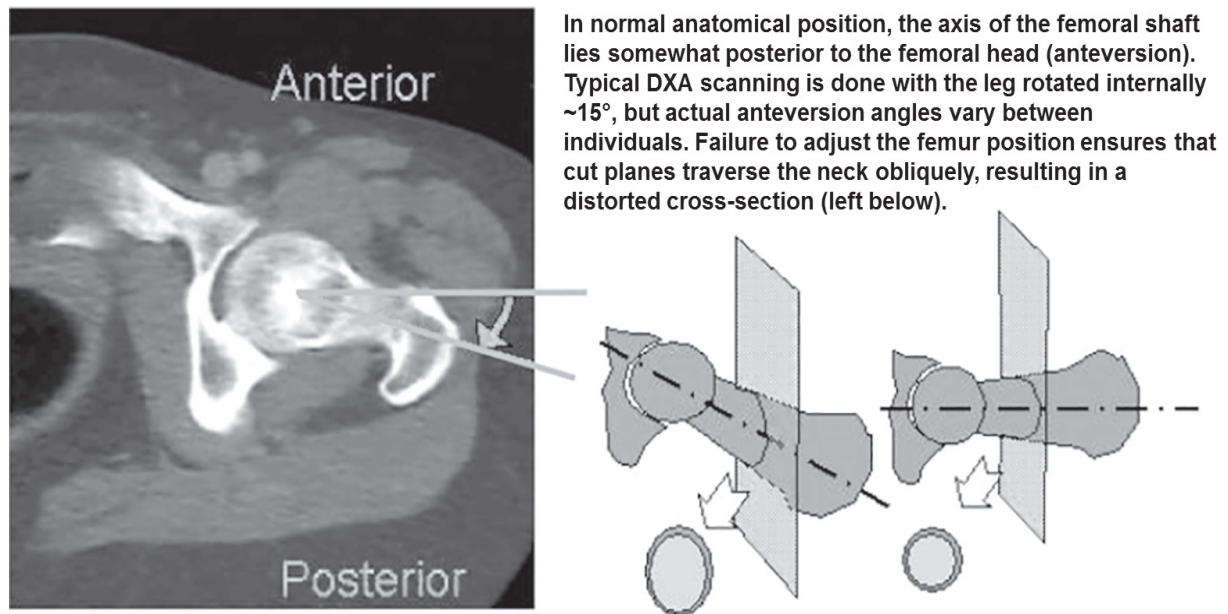 In normal anatomical position, the axis of the femoral shaft
lies somewhat posterior to the femoral head (anteversion).
Typical DXA scanning is done with the leg rotated internally
~15°, but actual anteversion angles vary between
individuals. Failure to adjust the femur position ensures that
cut planes traverse the neck obliquely, resulting in a
distorted cross-section (left below).
Anterior
Posterior